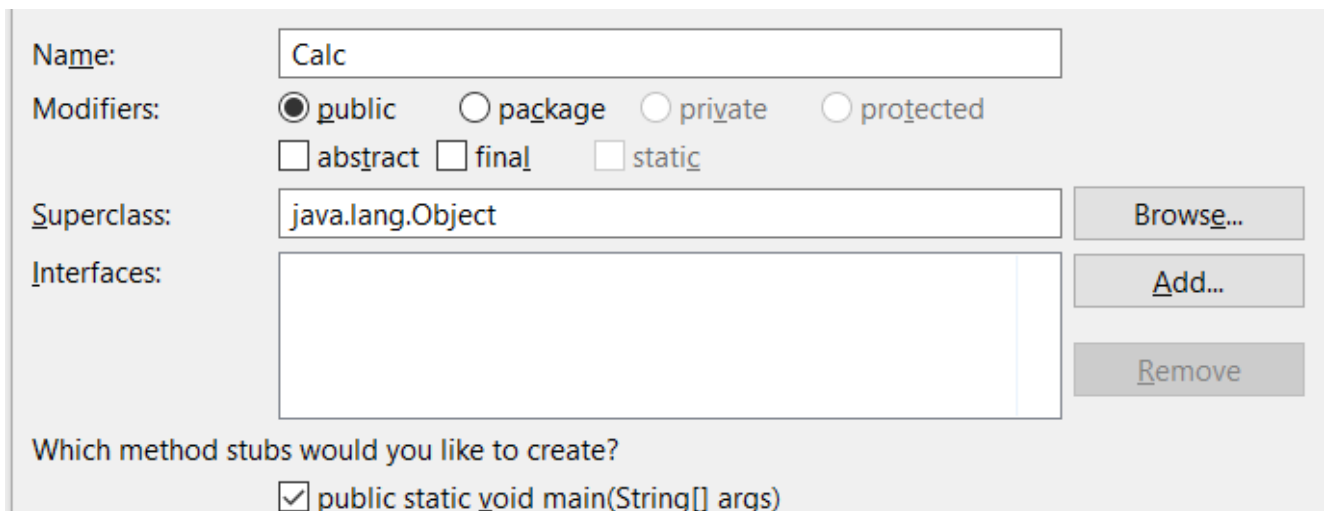 Name: Calc
Modifiers: public package private protected
abstract final static
Superclass: java.lang.Object Browse...
Interfaces: Add...
Remove
Which method stubs would you like to create?
public static void main(String[] args)